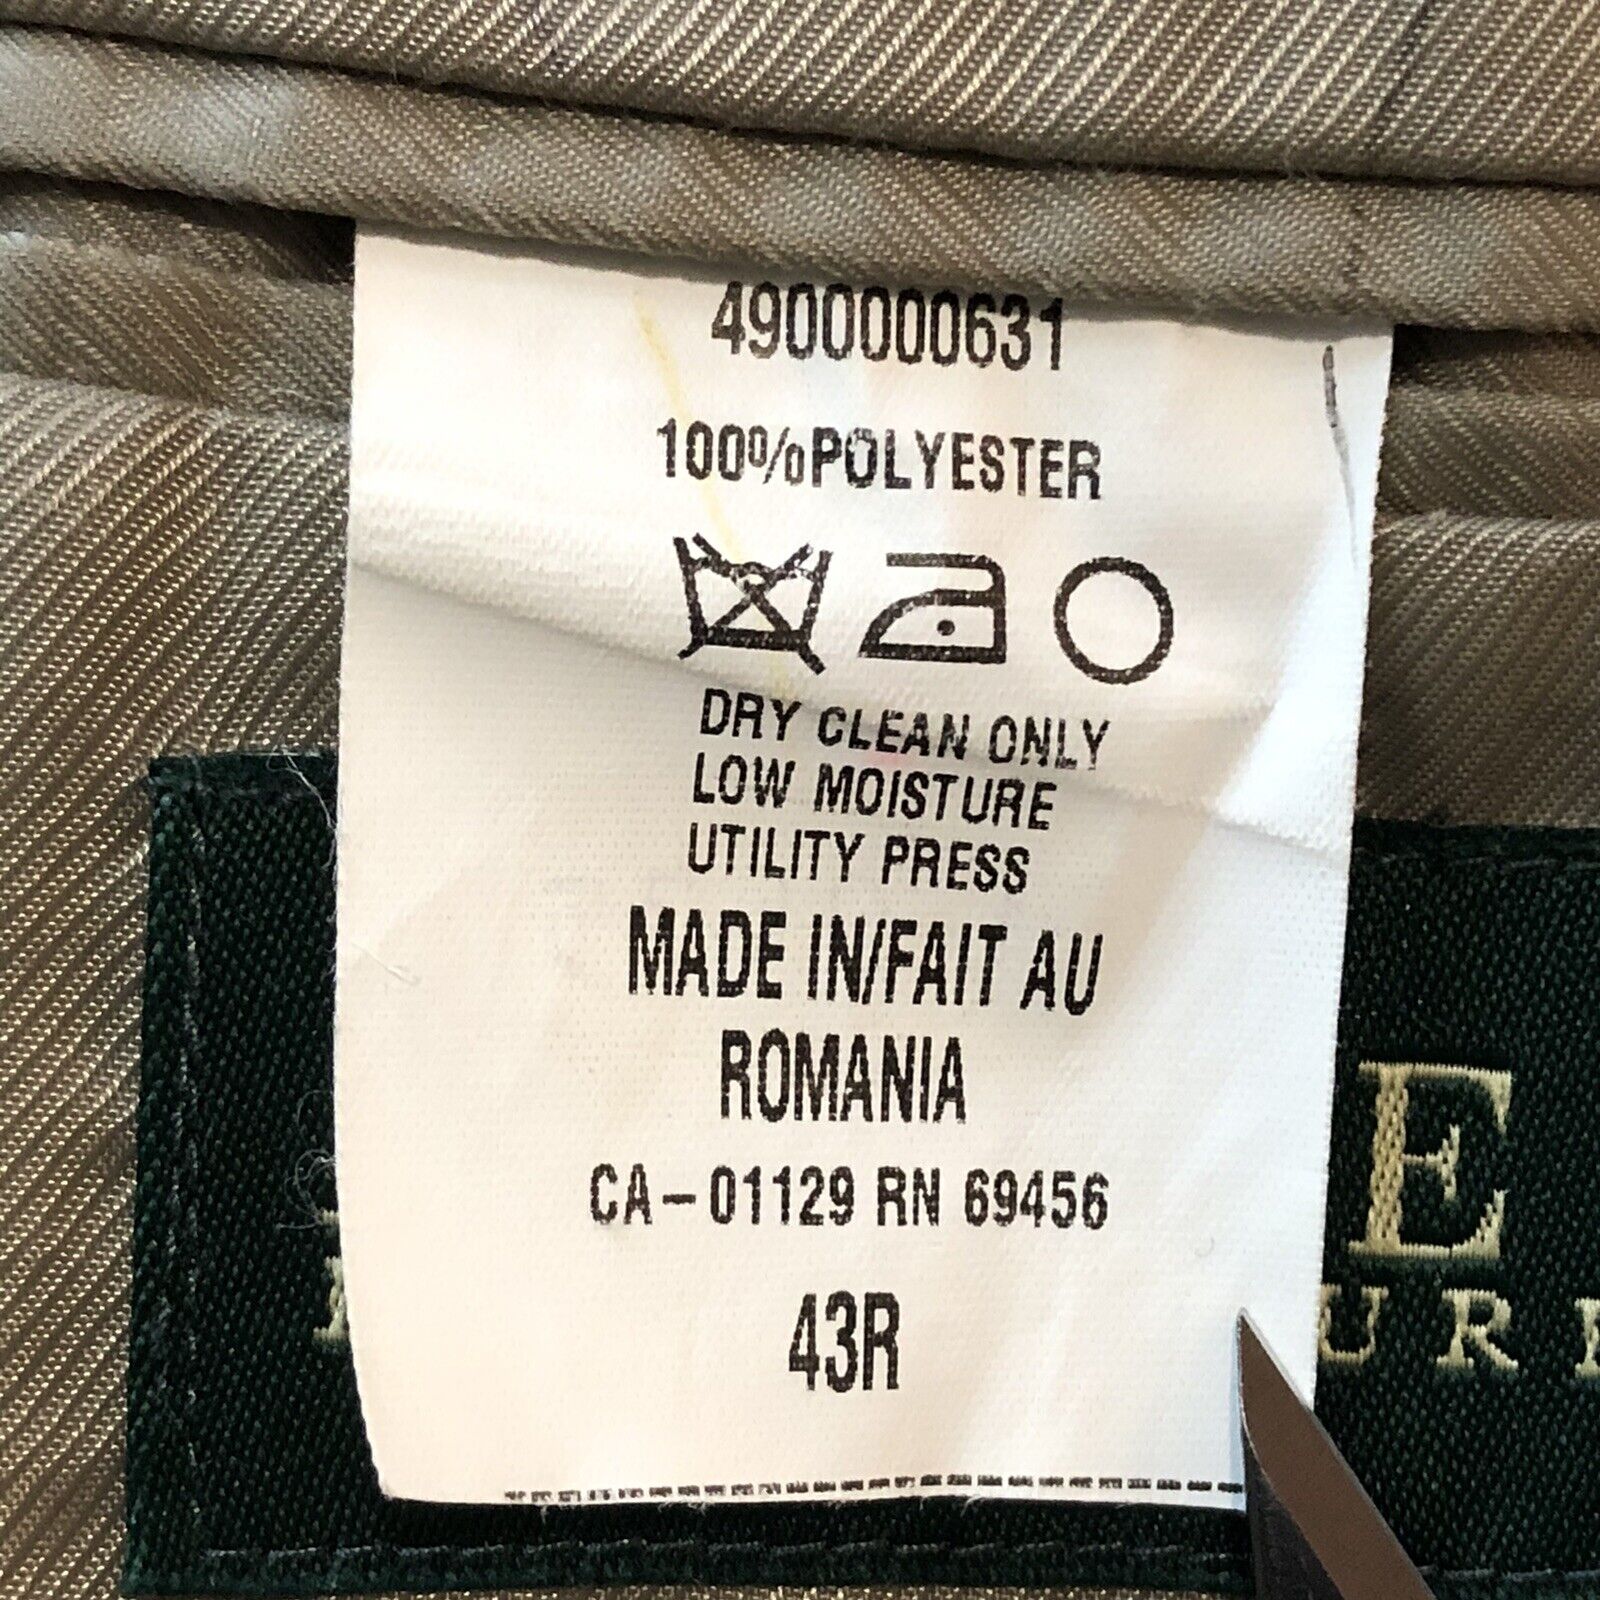 4900000631
100%POLYESTER
DRY CLEAN ONLY
LOW MOISTURE
UTILITY PRESS
MADE IN/FAIT AU
ROMANIA
CA-01129 RN 69456
43R
E
UR